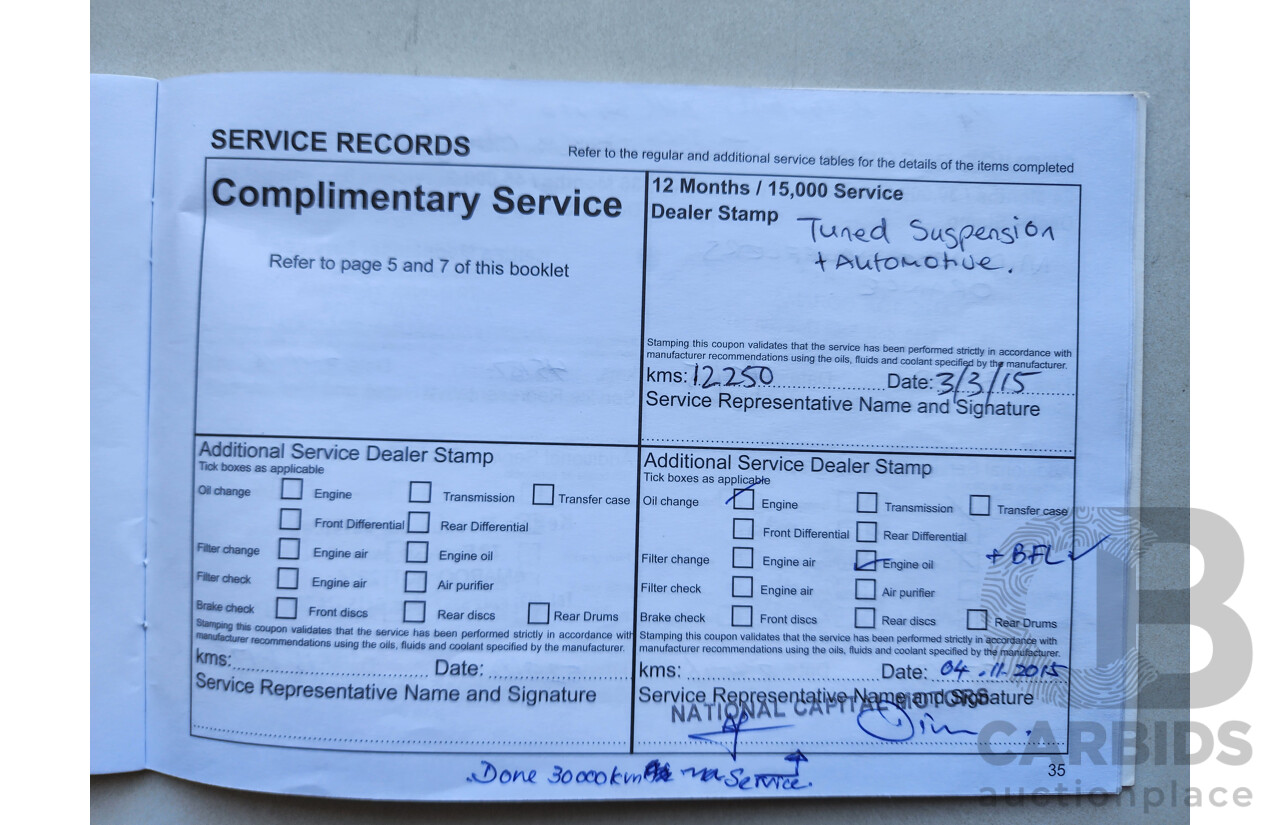 SERVICE RECORDS
Refer to the regular and additional service tables for the details of the items completed
Complimentary Service
Refer to page 5 and 7 of this booklet
12 Months / 15,000 Service
Dealer Stamp
Tuned Suspension
+ Automotive.
Stamping this coupon validates that the service has been performed strictly in accordance with
manufacturer recommendations using the oils, fluids and coolant specified by the manufacturer.
kms: 12250 Date: 3/3/15
Service Representative Name and Signature
Additional Service Dealer Stamp
Tick boxes as applicable
Oil change Engine Transmission Transfer case
Front Differential Rear Differential
Filter change Engine air Engine oil
Filter check Engine air Air purifier
Brake check Front discs Rear discs Rear Drums
Stamping this coupon validates that the service has been performed strictly in accordance with
manufacturer recommendations using the oils, fluids and coolant specified by the manufacturer.
kms: Date:
Service Representative Name and Signature
Additional Service Dealer Stamp
Tick boxes as applicable
Oil change Engine Transmission Transfer case
Front Differential Rear Differential
Filter change Engine air Engine oil + BFL ✓
Filter check Engine air Air purifier
Brake check Front discs Rear discs Rear Drums
Stamping this coupon validates that the service has been performed strictly in accordance with
manufacturer recommendations using the oils, fluids and coolant specified by the manufacturer.
kms: Date: 04.11.2015
Service Representative Name and Signature
NATIONAL CAPITAL MOTORS
Done 30000km Service.
35
CARBIDS
auctionplace